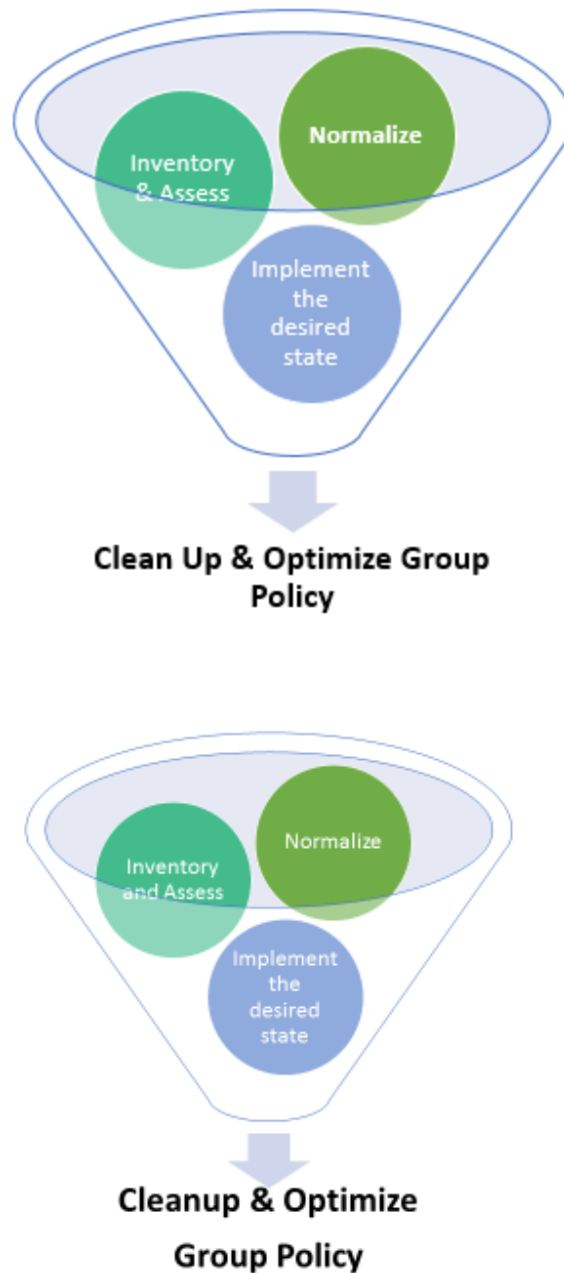 Normalize
Inventory
& Assess
Implement
the
desired
state
Clean Up & Optimize Group
Policy
Normalize
Inventory
and Assess
Implement
the
desired
state
Cleanup & Optimize
Group Policy